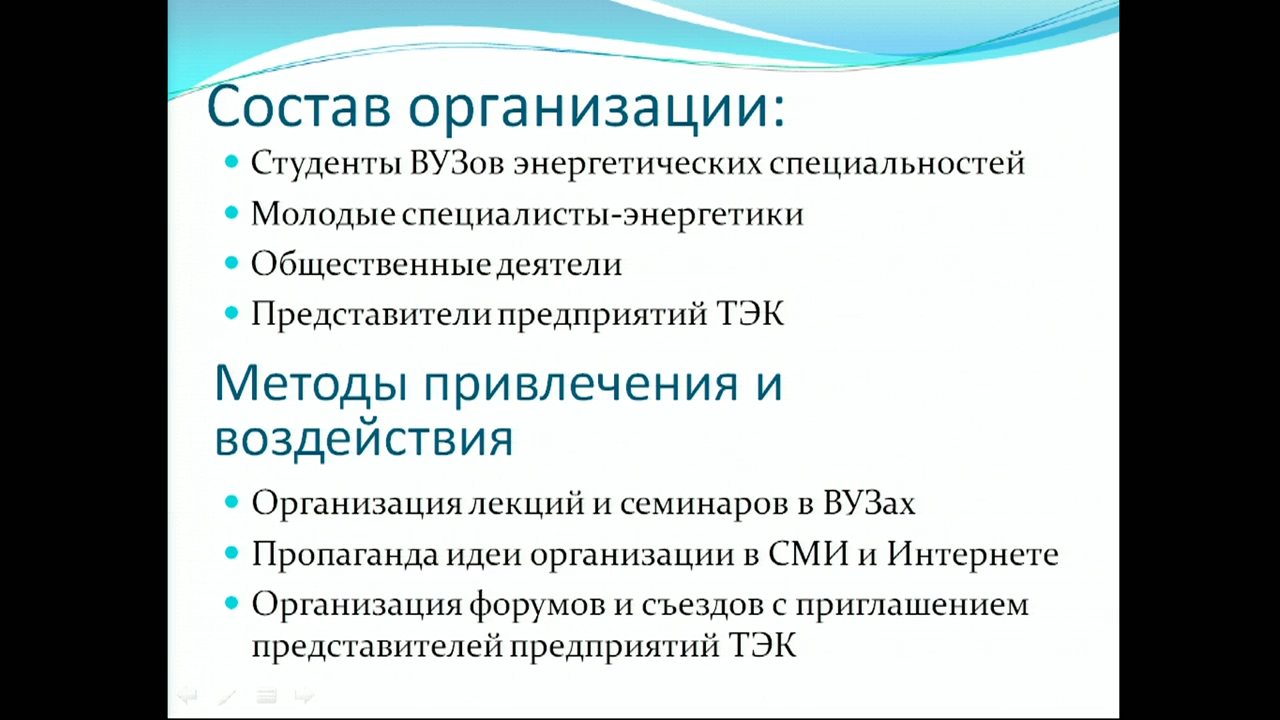 Состав организации:
Студенты ВУЗов энергетических специальностей
Молодые специалисты-энергетики
Общественные деятели
Представители предприятий ТЭК
Методы привлечения и
воздействия
Организация лекций и семинаров в ВУЗах
Пропаганда идеи организации в СМИ и Интернете
Организация форумов и съездов с приглашением
представителей предприятий ТЭК